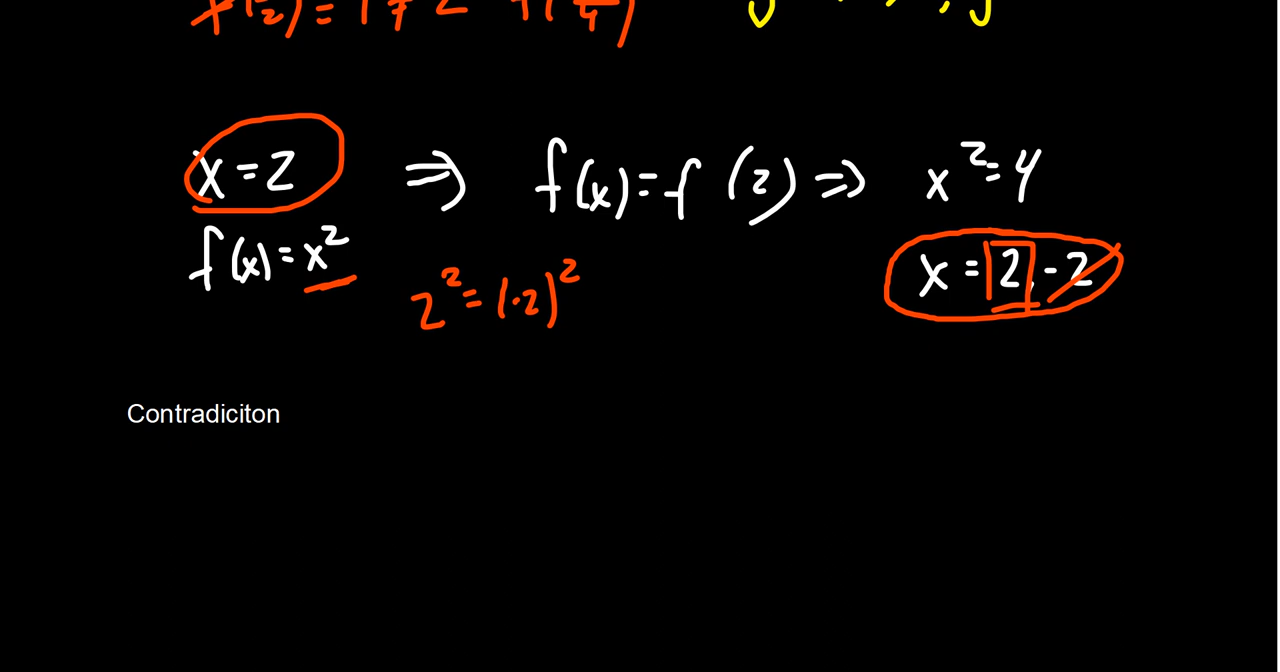 x = 2 ⇒ f(x) = f(2) ⇒ x² = 4
f(x) = x²
2² = (-2)²
x = 2, -2
Contradiciton